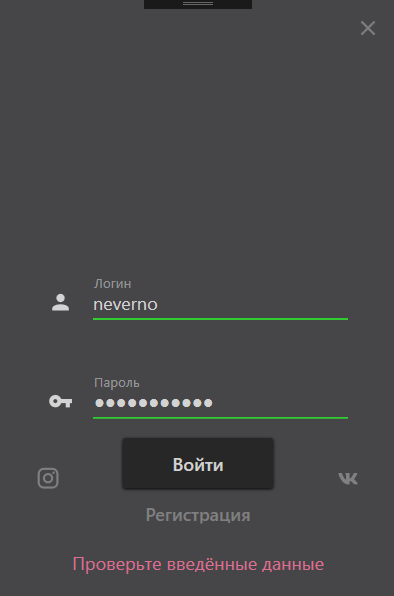 Логин
neverno
Пароль
●●●●●●●●●●●
Войти
Регистрация
Проверьте введённые данные